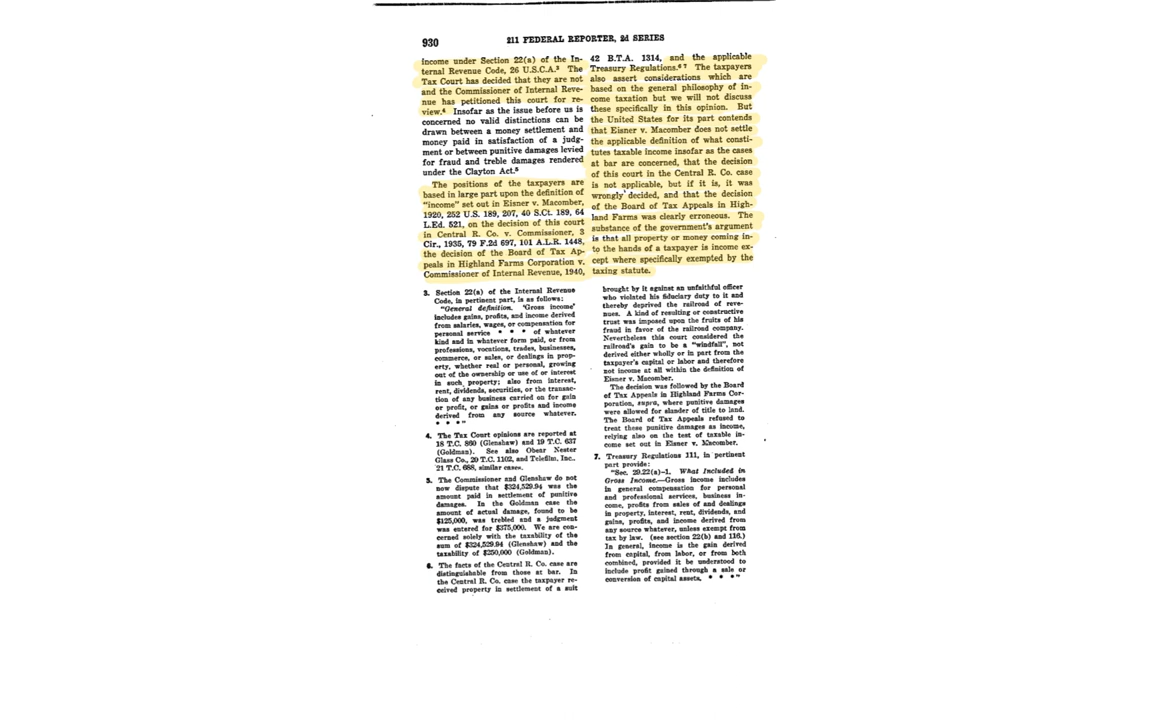 930
211 FEDERAL REPORTER, 2d SERIES
income under Section 22(a) of the In-
ternal Revenue Code, 26 U.S.C.A.³ The
Tax Court has decided that they are not
and the Commissioner of Internal Reve-
nue has petitioned this court for re-
view.⁴ Insofar as the issue before us is
concerned no valid distinctions can be
drawn between a money settlement and
money paid in satisfaction of a judg-
ment or between punitive damages levied
for fraud and treble damages rendered
under the Clayton Act.⁵
The positions of the taxpayers are
based in large part upon the definition of
"income" set out in Eisner v. Macomber,
1920, 252 U.S. 189, 207, 40 S.Ct. 189, 64
L.Ed. 521, on the decision of this court
in Central R. Co. v. Commissioner, 3
Cir., 1935, 79 F.2d 697, 101 A.L.R. 1448,
the decision of the Board of Tax Ap-
peals in Highland Farms Corporation v.
Commissioner of Internal Revenue, 1940,
42 B.T.A. 1314, and the applicable
Treasury Regulations.⁶ ⁷ The taxpayers
also assert considerations which are
based on the general philosophy of in-
come taxation but we will not discuss
these specifically in this opinion. But
the United States for its part contends
that Eisner v. Macomber does not settle
the applicable definition of what consti-
tutes taxable income insofar as the cases
at bar are concerned, that the decision
of this court in the Central R. Co. case
is not applicable, but if it is, it was
wrongly decided, and that the decision
of the Board of Tax Appeals in High-
land Farms was clearly erroneous. The
substance of the government's argument
is that all property or money coming in-
to the hands of a taxpayer is income ex-
cept where specifically exempted by the
taxing statute.
3. Section 22(a) of the Internal Revenue
Code, in pertinent part, is as follows:
"General definition. 'Gross income'
includes gains, profits, and income derived
from salaries, wages, or compensation for
personal service * * * of whatever
kind and in whatever form paid, or from
professions, vocations, trades, businesses,
commerce, or sales, or dealings in prop-
erty, whether real or personal, growing
out of the ownership or use of or interest
in such property; also from interest,
rent, dividends, securities, or the transac-
tion of any business carried on for gain
or profit, or gains or profits and income
derived from any source whatever.
* * *"
4. The Tax Court opinions are reported at
18 T.C. 860 (Glenshaw) and 19 T.C. 637
(Goldman). See also Obear Nester
Glass Co., 20 T.C. 1102, and Telefilm, Inc.,
21 T.C. 688, similar cases.
5. The Commissioner and Glenshaw do not
now dispute that $324,529.94 was the
amount paid in settlement of punitive
damages. In the Goldman case the
amount of actual damage, found to be
$125,000, was trebled and a judgment
was entered for $375,000. We are con-
cerned solely with the taxability of the
sum of $324,529.94 (Glenshaw) and the
taxability of $250,000 (Goldman).
6. The facts of the Central R. Co. case are
distinguishable from those at bar. In
the Central R. Co. case the taxpayer re-
ceived property in settlement of a suit
brought by it against an unfaithful officer
who violated his fiduciary duty to it and
thereby deprived the railroad of reve-
nues. A kind of resulting or constructive
trust was imposed upon the fruits of his
fraud in favor of the railroad company.
Nevertheless this court considered the
railroad's gain to be a "windfall", not
derived either wholly or in part from the
taxpayer's capital or labor and therefore
not income at all within the definition of
Eisner v. Macomber.
The decision was followed by the Board
of Tax Appeals in Highland Farms Cor-
poration, supra, where punitive damages
were allowed for slander of title to land.
The Board of Tax Appeals refused to
treat these punitive damages as income,
relying also on the test of taxable in-
come set out in Eisner v. Macomber.
7. Treasury Regulations 111, in pertinent
part provide:
"Sec. 29.22(a)-1. What Included in
Gross Income.—Gross income includes
in general compensation for personal
and professional services, business in-
come, profits from sales of and dealings
in property, interest, rent, dividends, and
gains, profits, and income derived from
any source whatever, unless exempt from
tax by law. (see section 22(b) and 116.)
In general, income is the gain derived
from capital, from labor, or from both
combined, provided it be understood to
include profit gained through a sale or
conversion of capital assets. * * *"